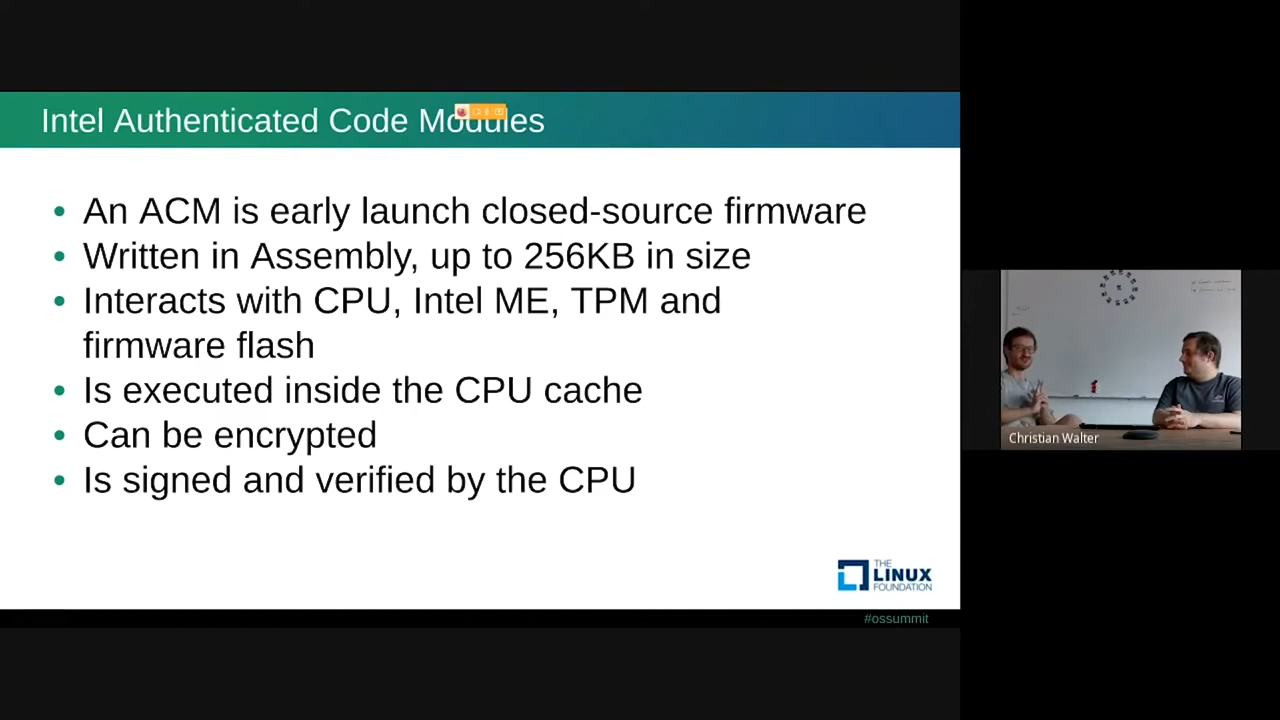 Intel Authenticated Code Modules
• An ACM is early launch closed-source firmware
• Written in Assembly, up to 256KB in size
• Interacts with CPU, Intel ME, TPM and
firmware flash
• Is executed inside the CPU cache
• Can be encrypted
• Is signed and verified by the CPU
THE
LINUX
FOUNDATION
#ossummit
Christian Walter